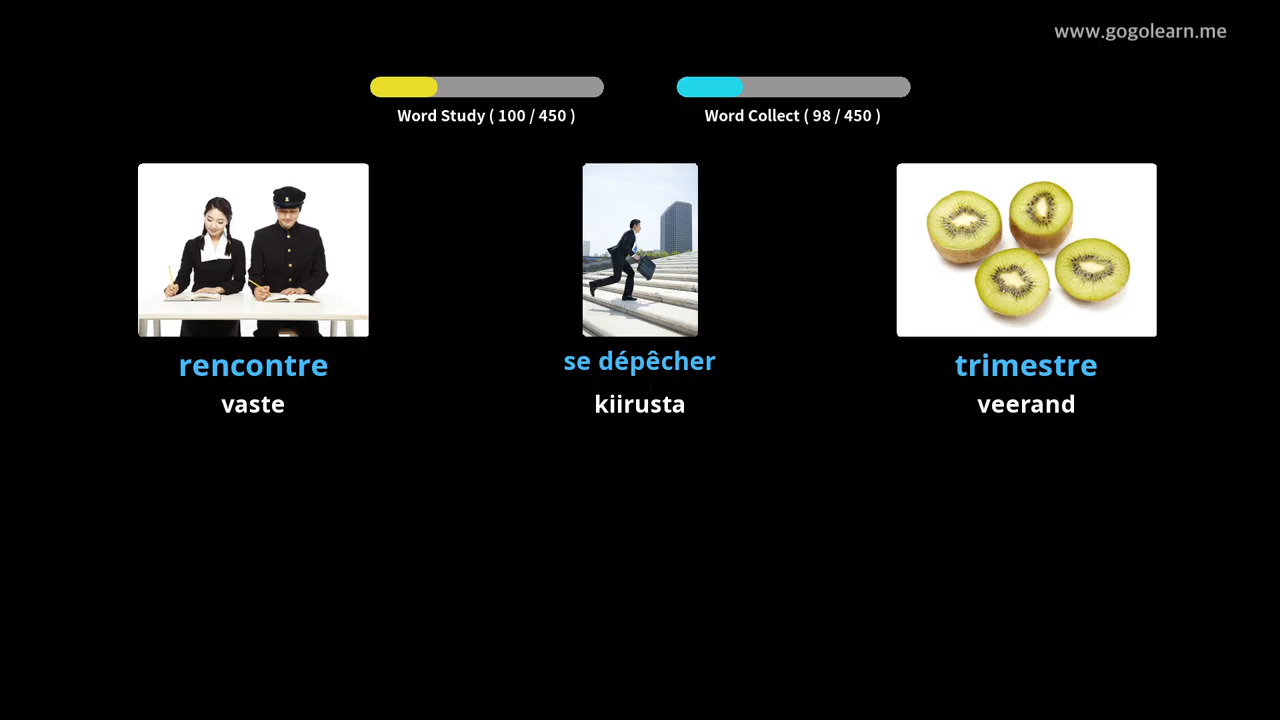 www.gogolearn.me
Word Study ( 100 / 450 )
Word Collect ( 98 / 450 )
rencontre
vaste
se dépêcher
kiirusta
trimestre
veerand